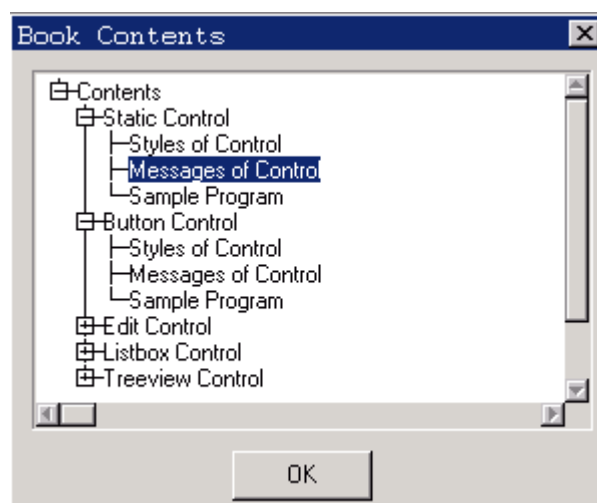 Book Contents
Contents
Static Control
Styles of Control
Messages of Control
Sample Program
Button Control
Styles of Control
Messages of Control
Sample Program
Edit Control
Listbox Control
Treeview Control
OK